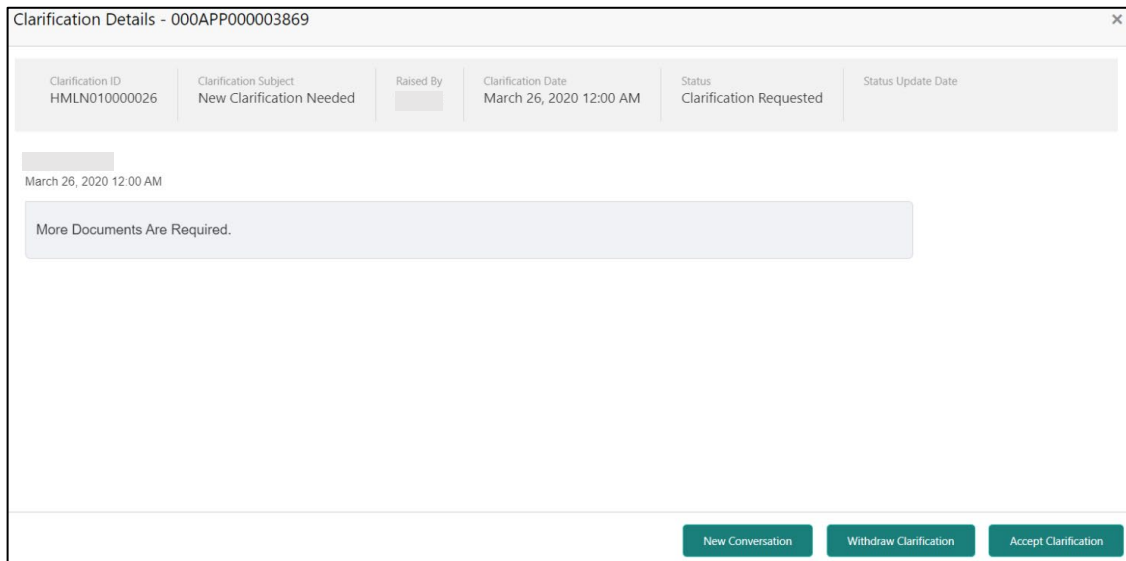 Clarification Details - 000APP000003869
×
Clarification ID
HMLN010000026
Clarification Subject
New Clarification Needed
Raised By
Clarification Date
March 26, 2020 12:00 AM
Status
Clarification Requested
Status Update Date
March 26, 2020 12:00 AM
More Documents Are Required.
New Conversation
Withdraw Clarification
Accept Clarification